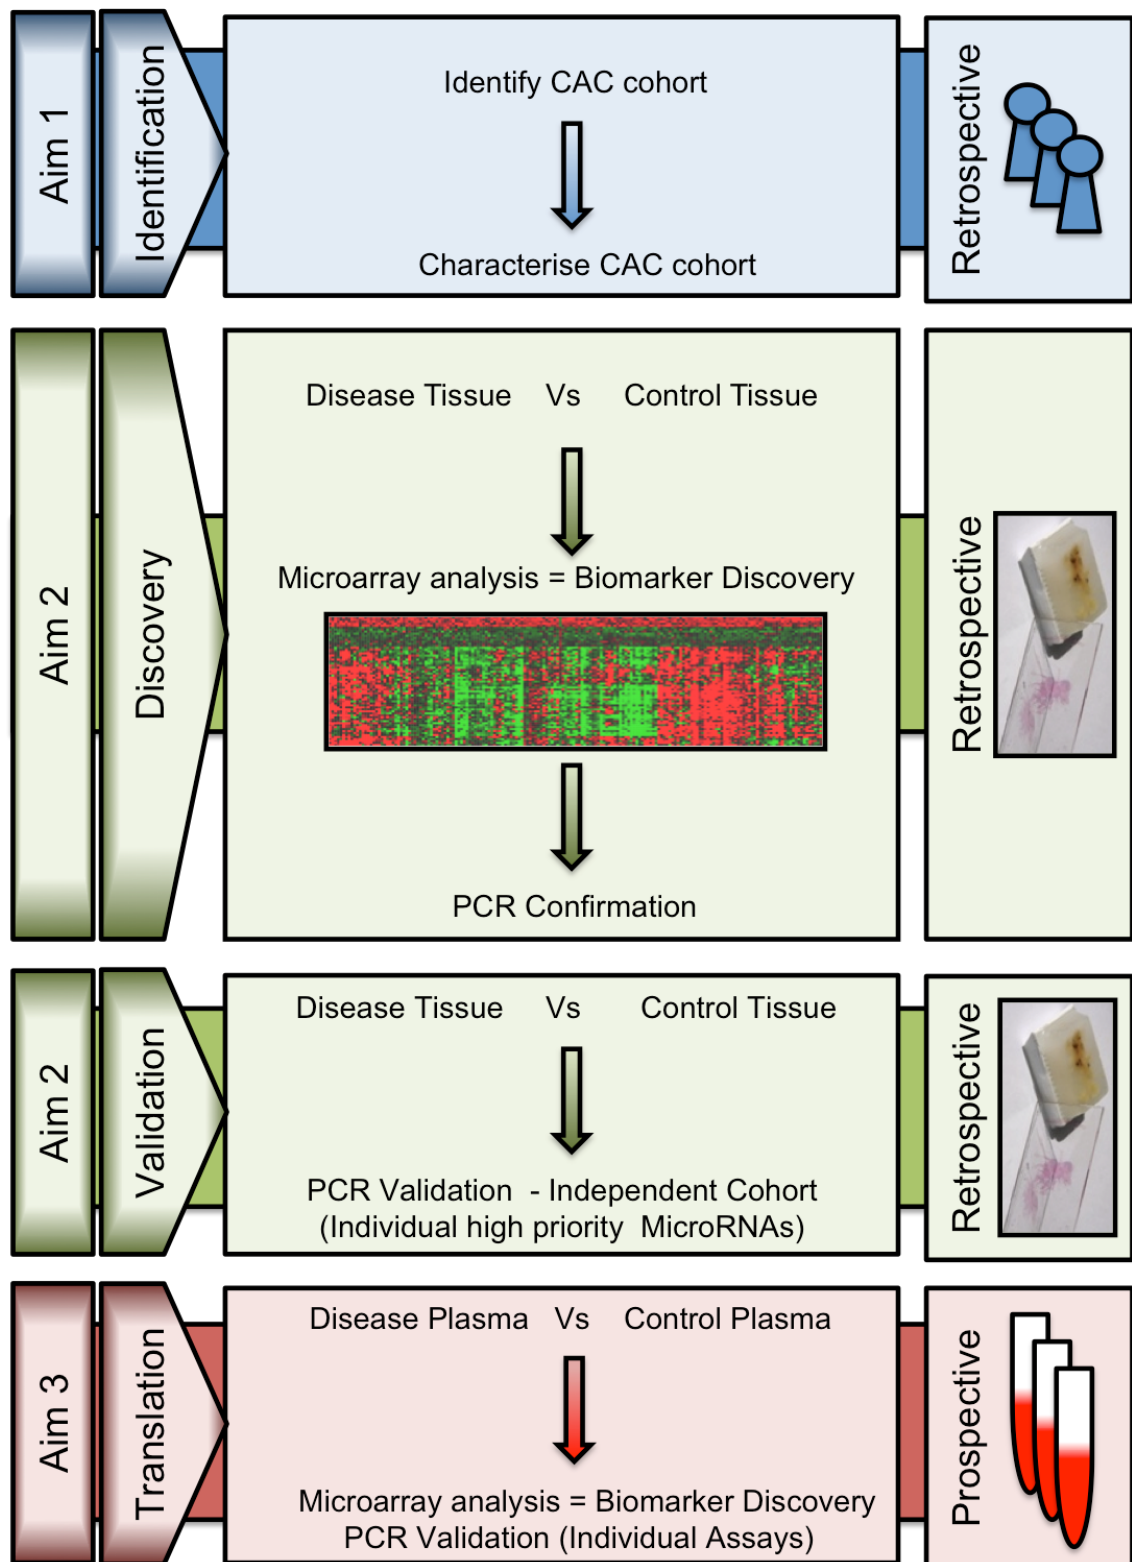 Aim 1
Identification
Identify CAC cohort
Characterise CAC cohort
Retrospective
Aim 2
Discovery
Disease Tissue Vs Control Tissue
Microarray analysis = Biomarker Discovery
PCR Confirmation
Retrospective
Aim 2
Validation
Disease Tissue Vs Control Tissue
PCR Validation - Independent Cohort
(Individual high priority MicroRNAs)
Retrospective
Aim 3
Translation
Disease Plasma Vs Control Plasma
Microarray analysis = Biomarker Discovery
PCR Validation (Individual Assays)
Prospective